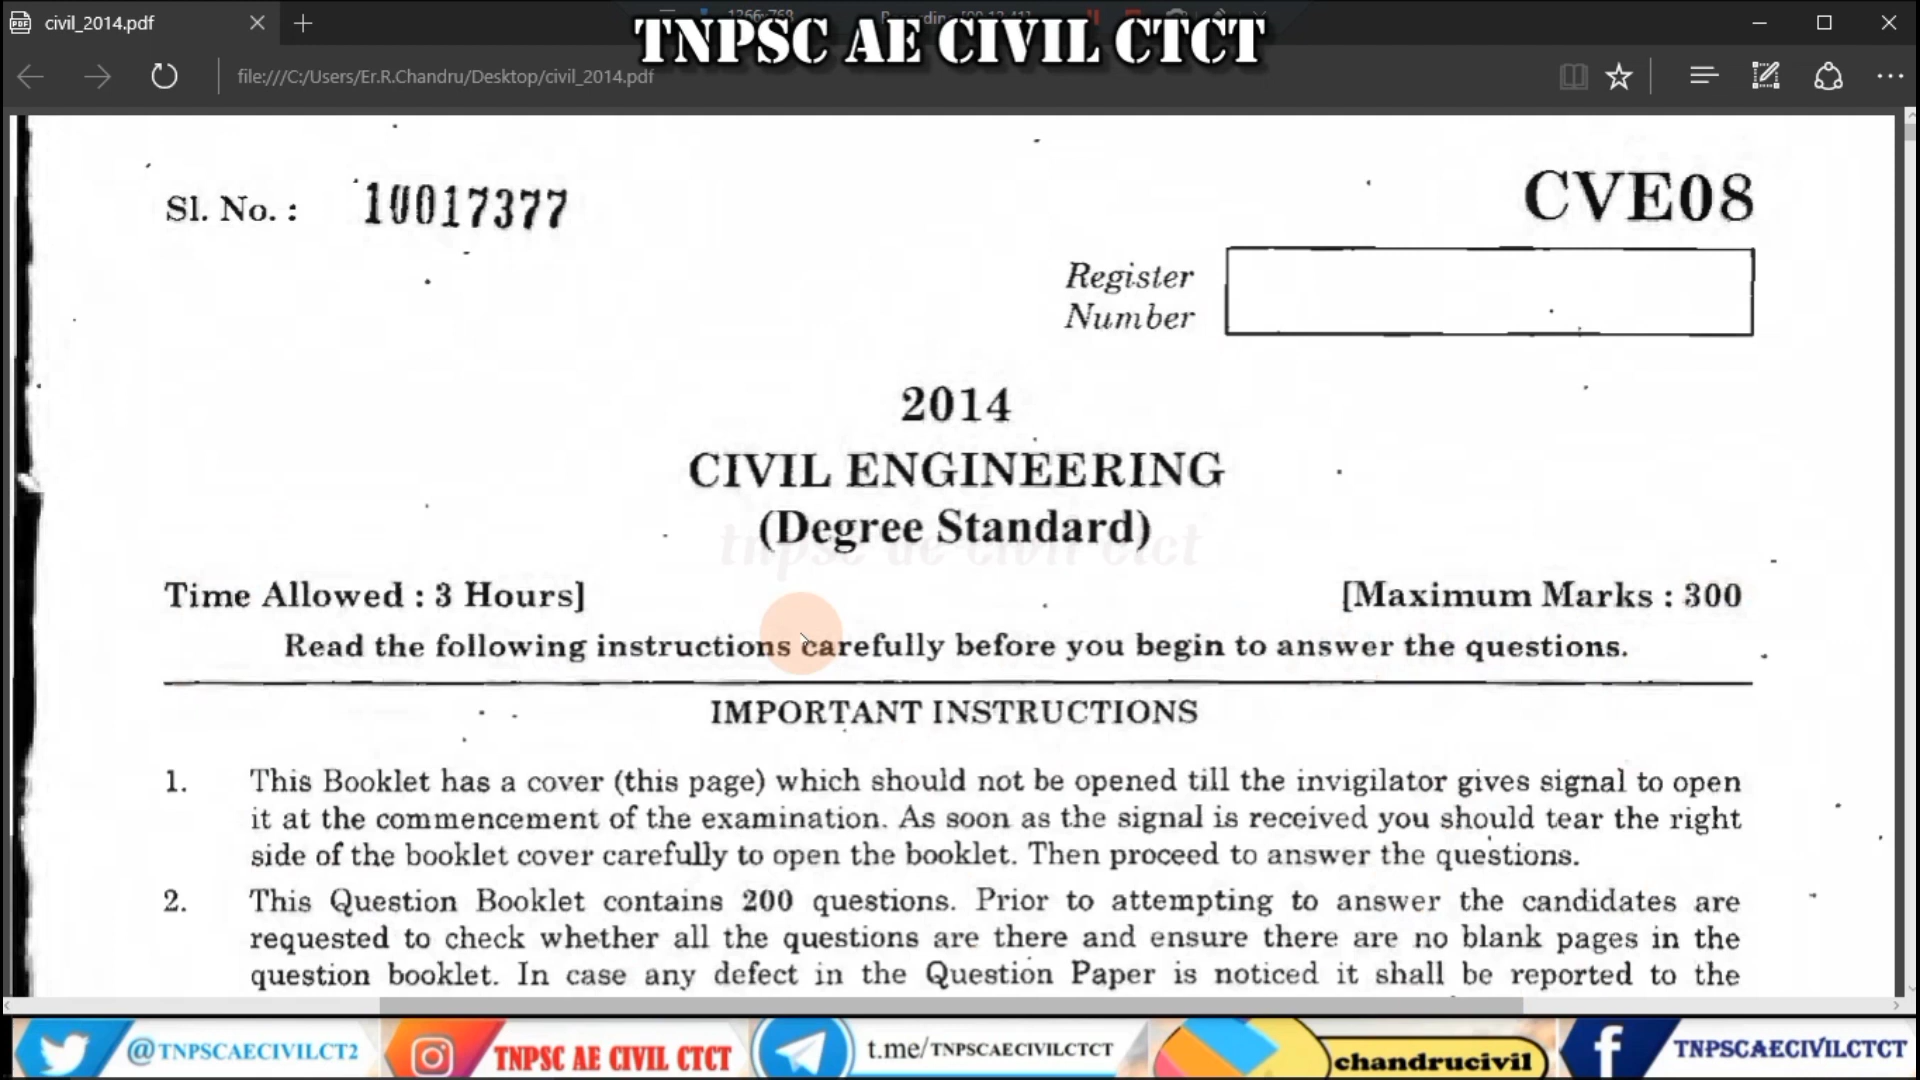 civil_2014.pdf
TNPSC AE CIVIL CTCT
file:///C:/Users/Er.R.Chandru/Desktop/civil_2014.pdf
Sl. No. : 10017377
CVE08
Register
Number
2014
CIVIL ENGINEERING
(Degree Standard)
tnpsc ae civil ctct
Time Allowed : 3 Hours]
[Maximum Marks : 300
Read the following instructions carefully before you begin to answer the questions.
IMPORTANT INSTRUCTIONS
1. This Booklet has a cover (this page) which should not be opened till the invigilator gives signal to open
it at the commencement of the examination. As soon as the signal is received you should tear the right
side of the booklet cover carefully to open the booklet. Then proceed to answer the questions.
2. This Question Booklet contains 200 questions. Prior to attempting to answer the candidates are
requested to check whether all the questions are there and ensure there are no blank pages in the
question booklet. In case any defect in the Question Paper is noticed it shall be reported to the
@TNPSCAECIVILCT2
TNPSC AE CIVIL CTCT
t.me/TNPSCAECIVILCTCT
chandrucivil
TNPSCAECIVILCTCT